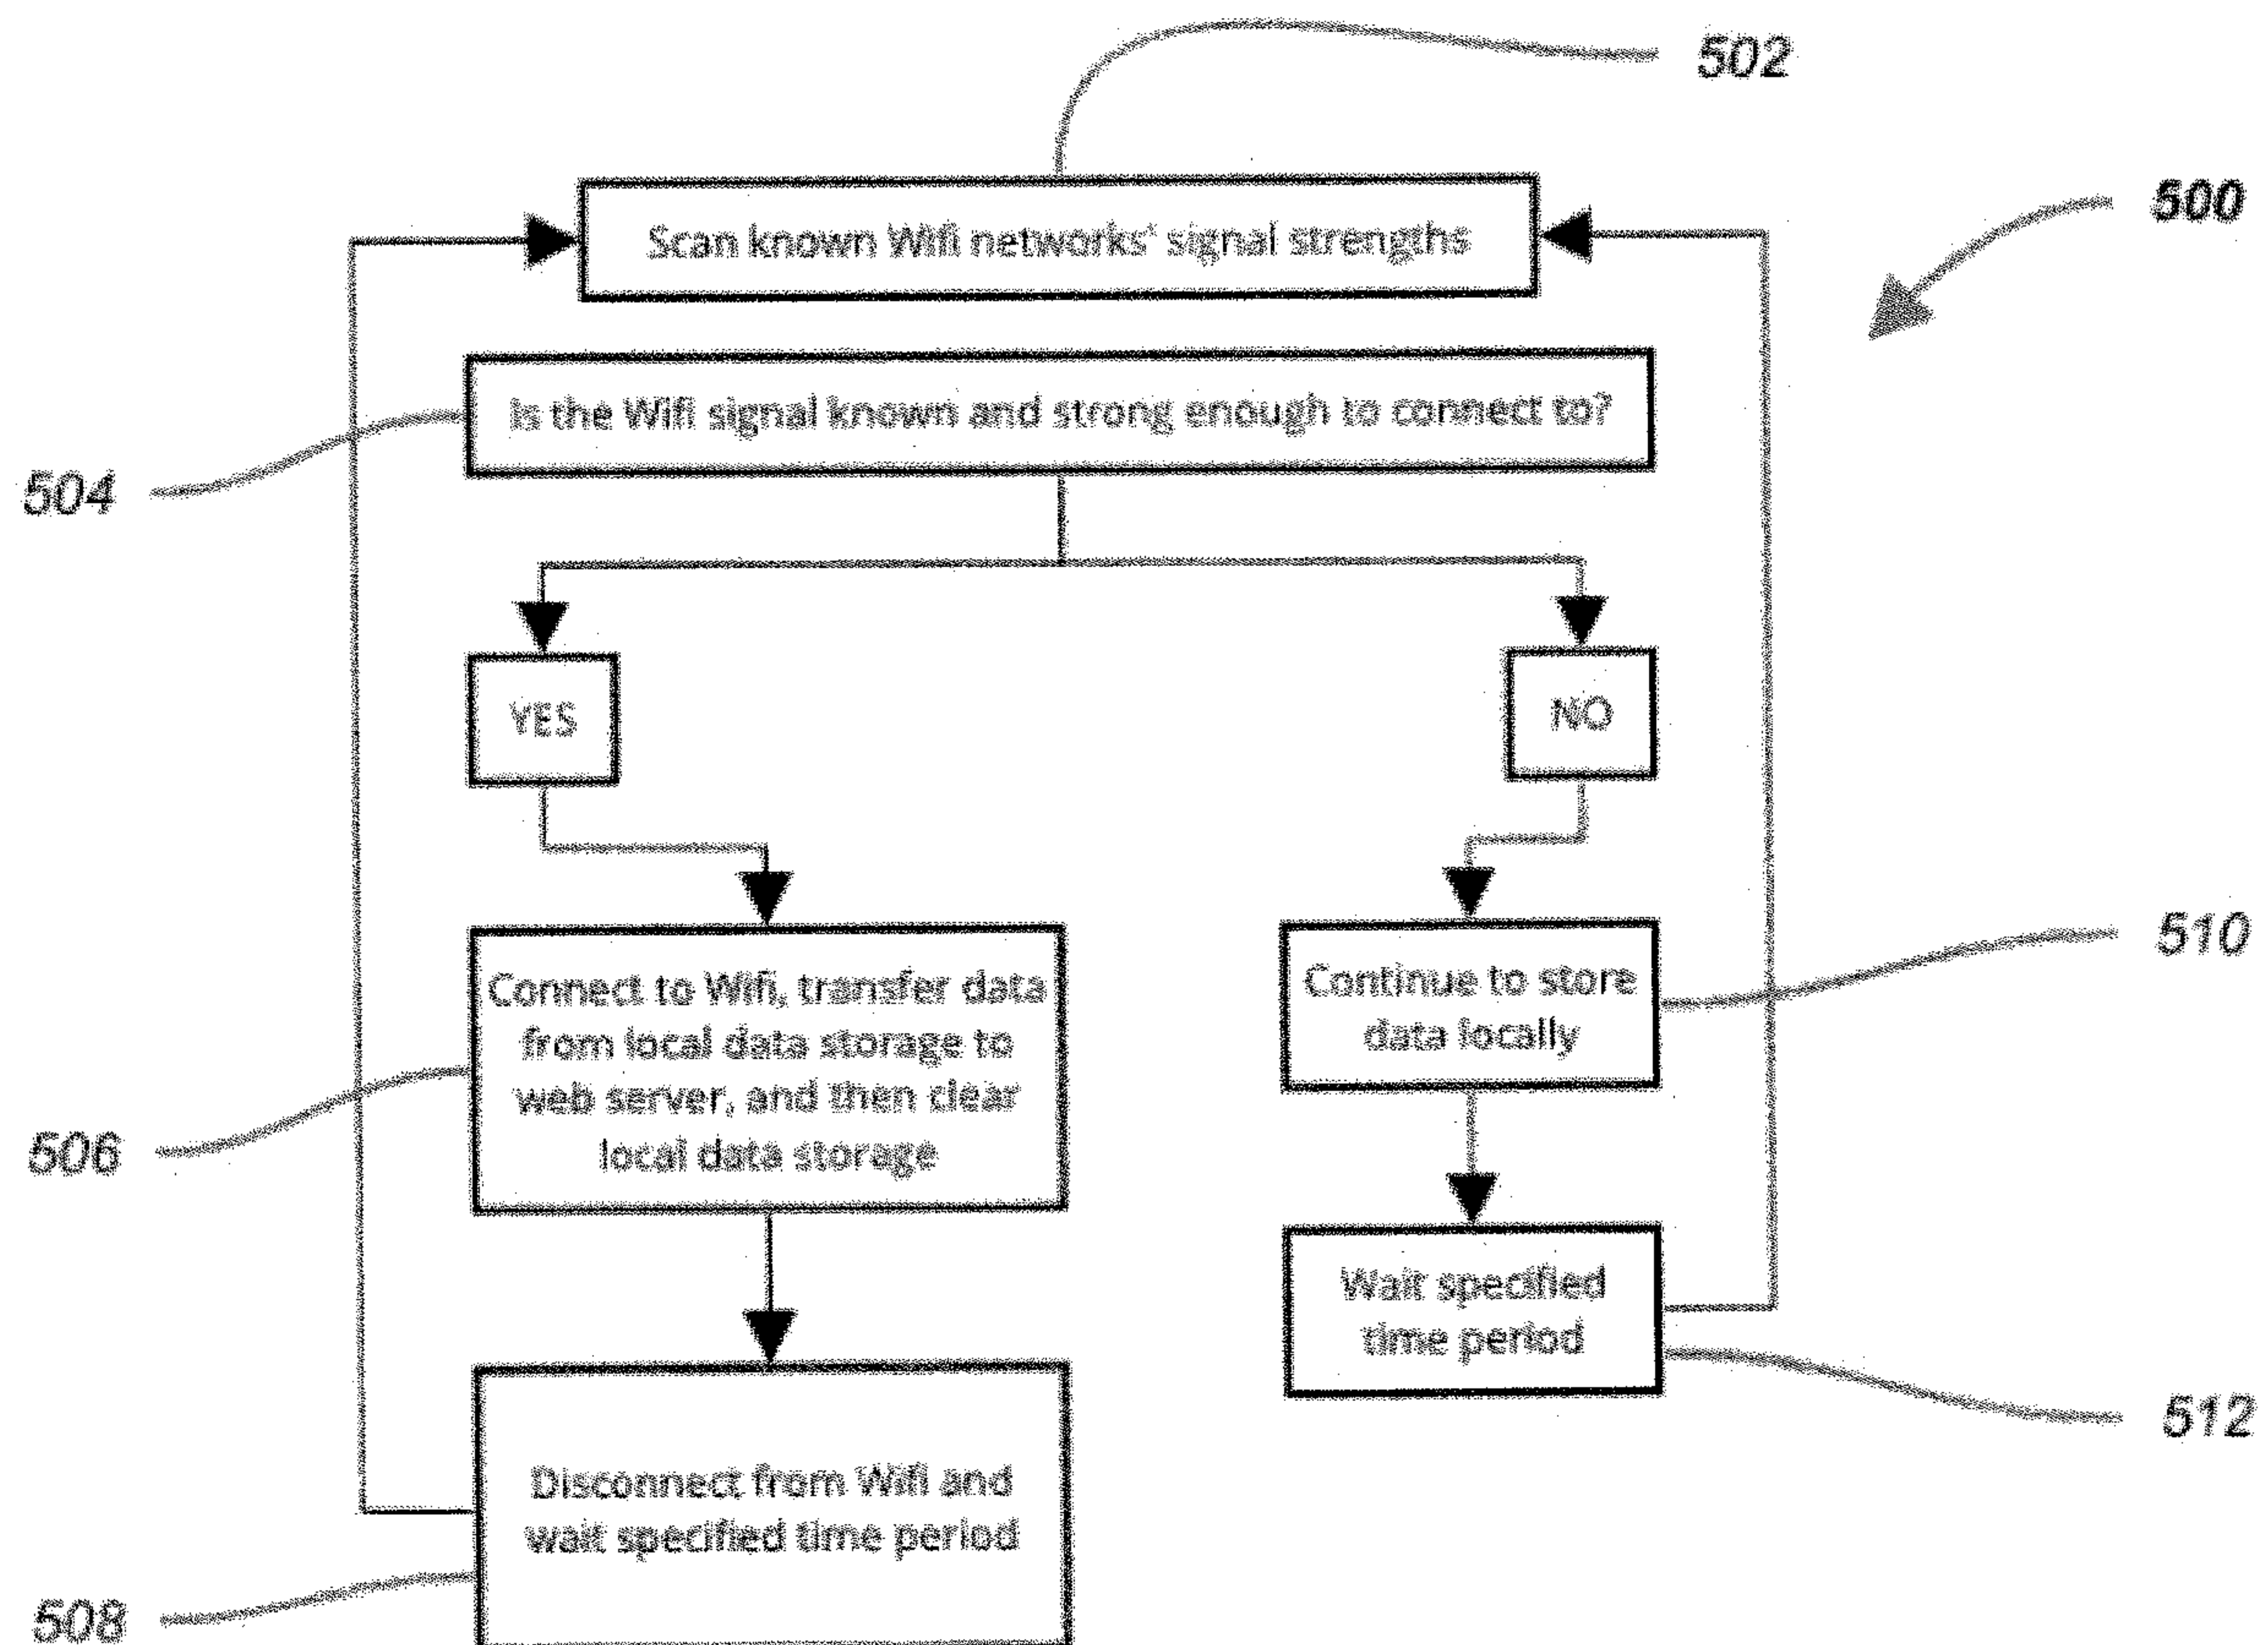 502
500
Scan known Wifi networks' signal strengths
Is the Wifi signal known and strong enough to connect to?
504
YES
NO
Connect to Wifi, transfer data
from local data storage to
web server, and then clear
local data storage
506
Continue to store
data locally
510
Wait specified
time period
512
Disconnect from Wifi and
wait specified time period
508